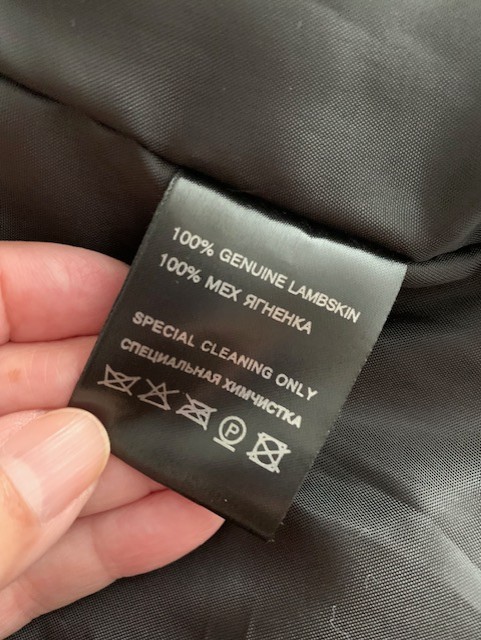 100% GENUINE LAMBSKIN
100% МЕХ ЯГНЕНКА
SPECIAL CLEANING ONLY
СПЕЦИАЛЬНАЯ ХИМЧИСТКА
P